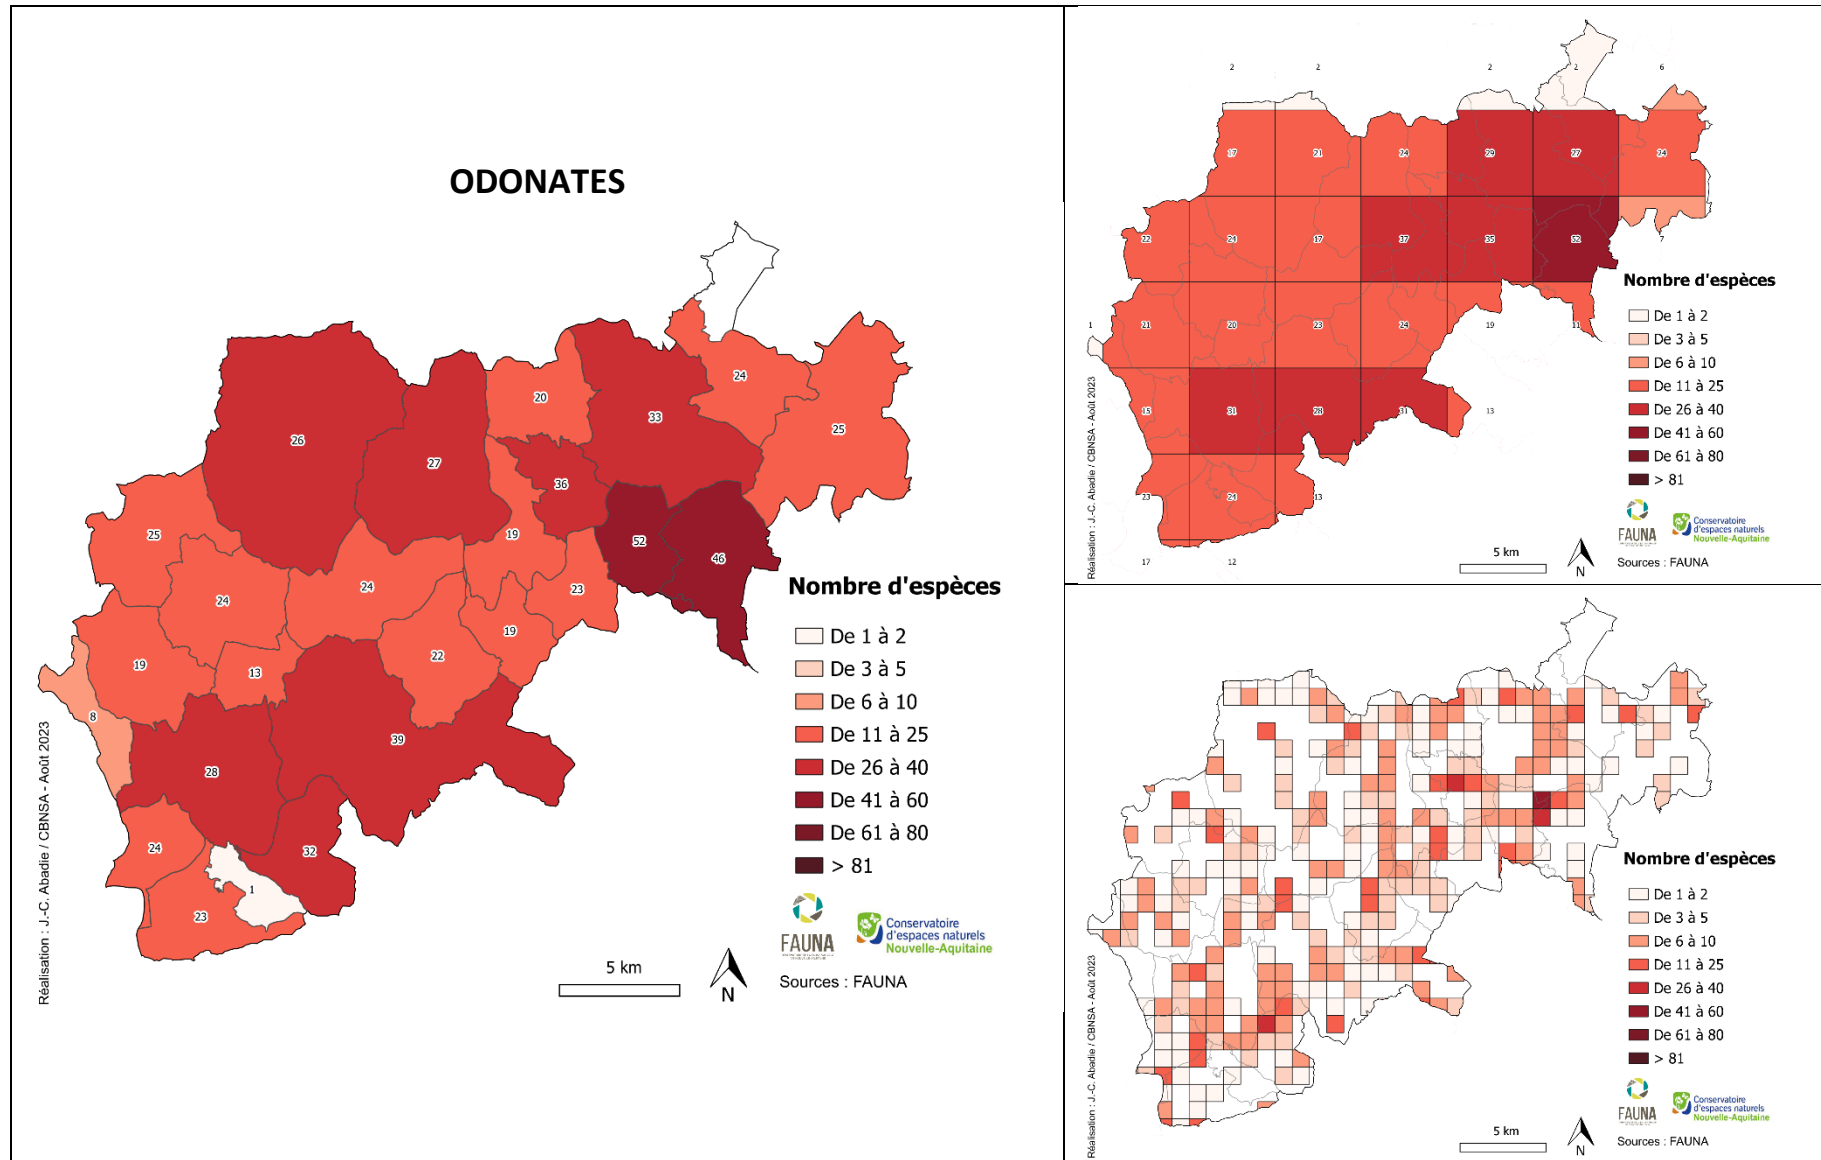 ODONATES
24
20
33
25
26
27
36
19
25
52
46
24
24
23
19
22
19
13
8
39
28
24
32
1
23
Nombre d'espèces
De 1 à 2
De 3 à 5
De 6 à 10
De 11 à 25
De 26 à 40
De 41 à 60
De 61 à 80
> 81
FAUNA
Conservatoire
d'espaces naturels
Nouvelle-Aquitaine
5 km
N
Sources : FAUNA
Réalisation : J.-C. Abadie / CBNSA - Août 2023
2 2 2 2 6
17 21 24 29 27 24
22 24 17 37 35 52 7
1 21 20 23 24 19 11
15 31 28 31 13
23 24 13
17 12
Nombre d'espèces
De 1 à 2
De 3 à 5
De 6 à 10
De 11 à 25
De 26 à 40
De 41 à 60
De 61 à 80
> 81
FAUNA
Conservatoire
d'espaces naturels
Nouvelle-Aquitaine
5 km
N
Sources : FAUNA
Réalisation : J.-C. Abadie / CBNSA - Août 2023
Nombre d'espèces
De 1 à 2
De 3 à 5
De 6 à 10
De 11 à 25
De 26 à 40
De 41 à 60
De 61 à 80
> 81
FAUNA
Conservatoire
d'espaces naturels
Nouvelle-Aquitaine
5 km
N
Sources : FAUNA
Réalisation : J.-C. Abadie / CBNSA - Août 2023